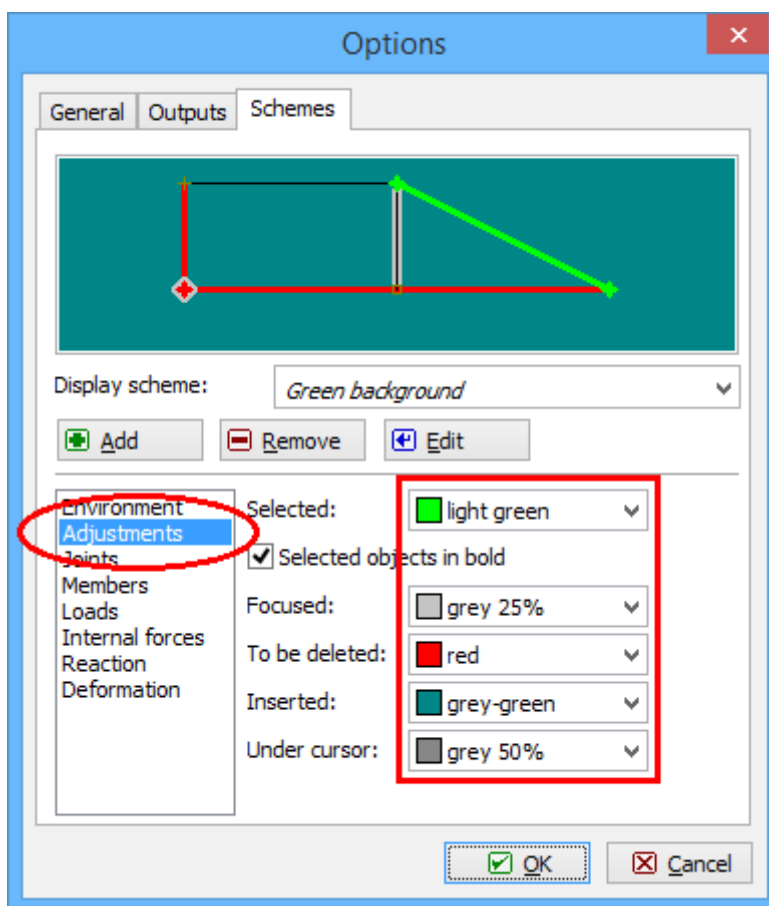 Options
General Outputs Schemes
Display scheme: Green background
Add Remove Edit
Environment
Adjustments
Joints
Members
Loads
Internal forces
Reaction
Deformation
Selected: light green
Selected objects in bold
Focused: grey 25%
To be deleted: red
Inserted: grey-green
Under cursor: grey 50%
OK Cancel